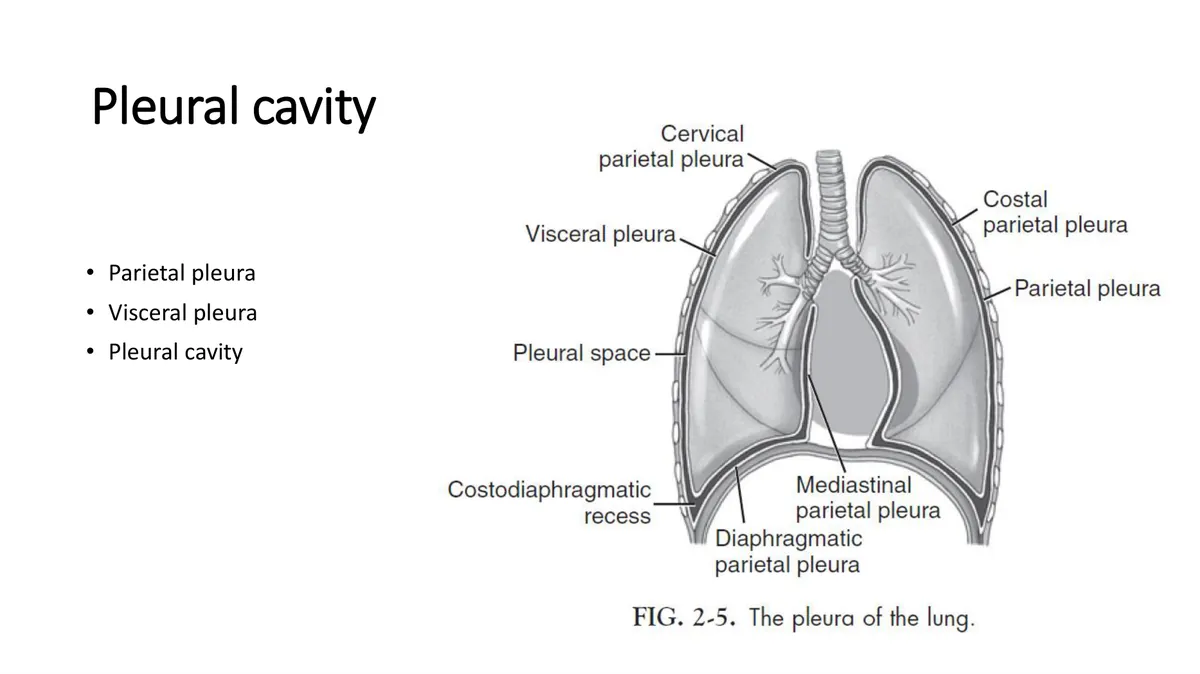 Pleural cavity
• Parietal pleura
• Visceral pleura
• Pleural cavity
Cervical
parietal pleura
Visceral pleura
Pleural space
Costodiaphragmatic
recess
Costal
parietal pleura
Parietal pleura
Mediastinal
parietal pleura
Diaphragmatic
parietal pleura
FIG. 2-5. The pleura of the lung.